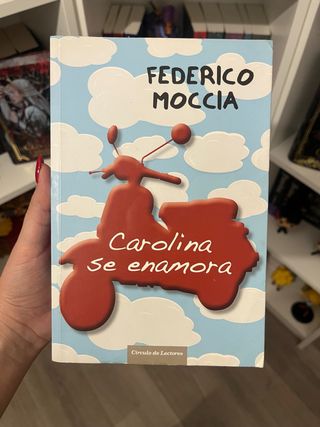 FEDERICO
MOCCIA
Carolina
se enamora
Círculo de Lectores